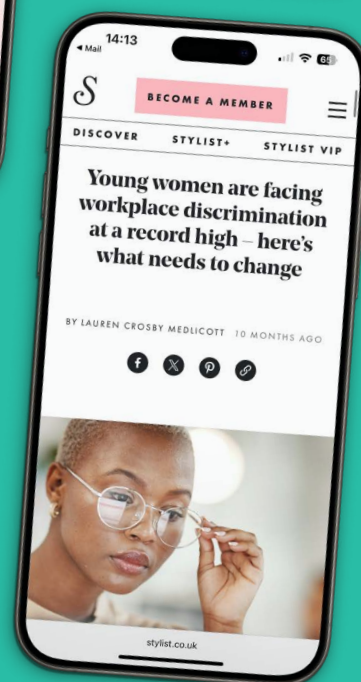 14:13
◀ Mail
65
S
BECOME A MEMBER
DISCOVER STYLIST+ STYLIST VIP
Young women are facing
workplace discrimination
at a record high – here's
what needs to change
BY LAUREN CROSBY MEDLICOTT 10 MONTHS AGO
stylist.co.uk